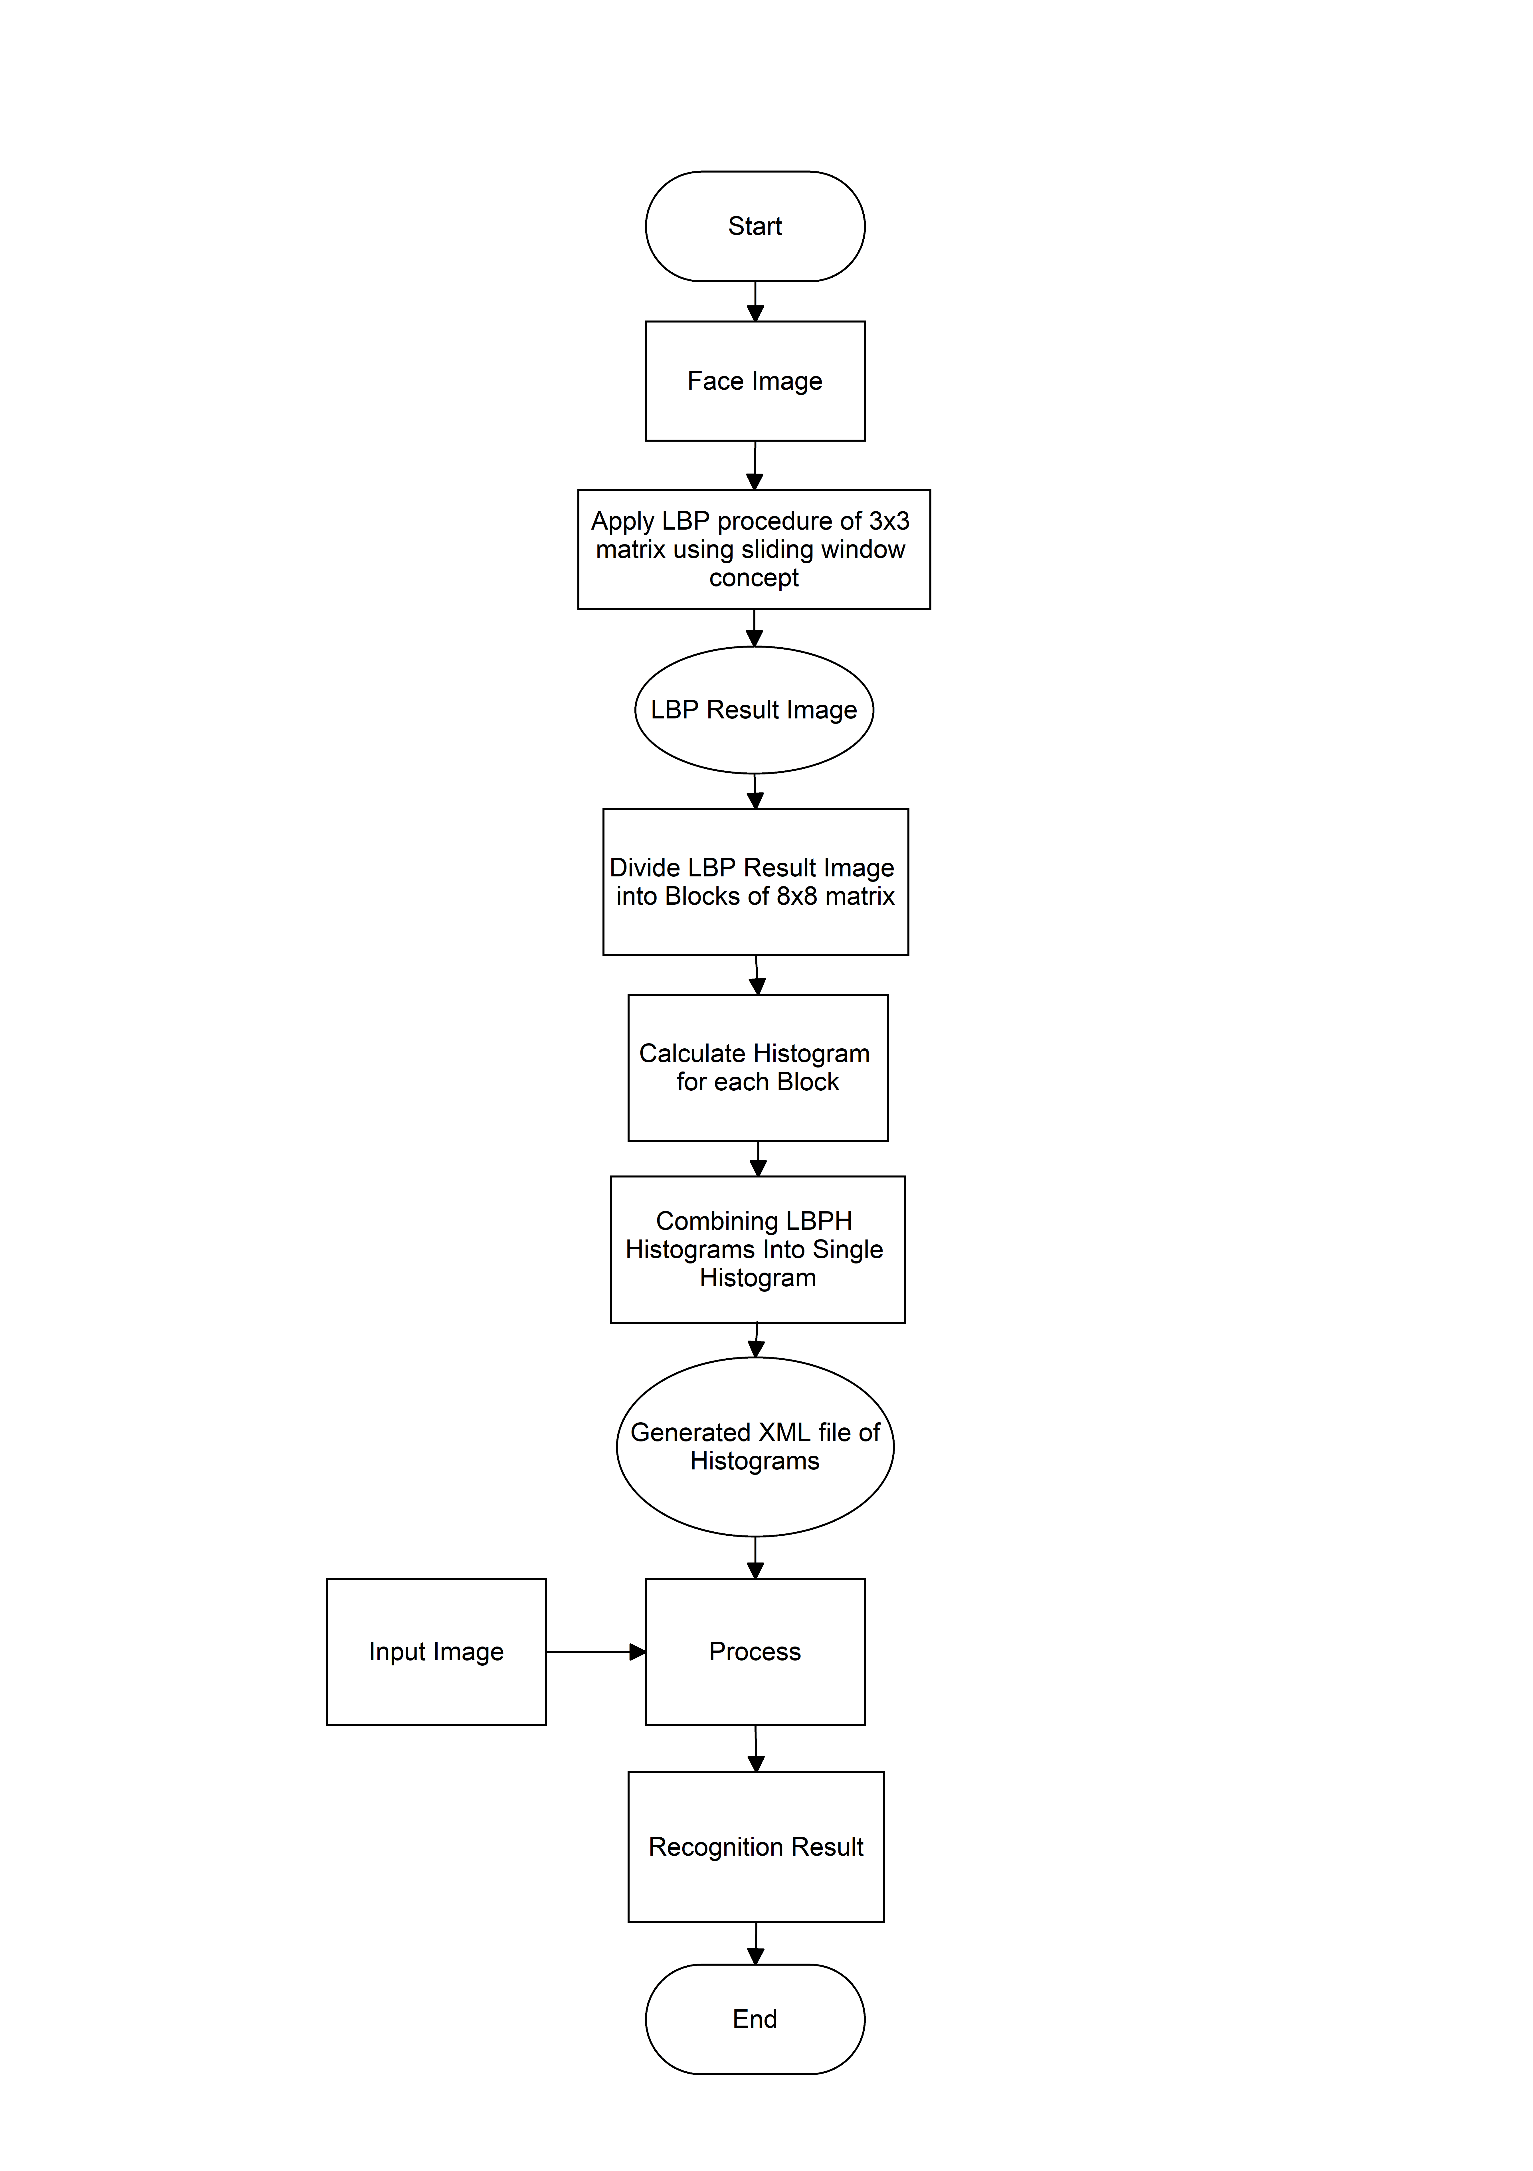 Start
Face Image
Apply LBP procedure of 3x3
matrix using sliding window
concept
LBP Result Image
Divide LBP Result Image
into Blocks of 8x8 matrix
Calculate Histogram
for each Block
Combining LBPH
Histograms Into Single
Histogram
Generated XML file of
Histograms
Input Image
Process
Recognition Result
End